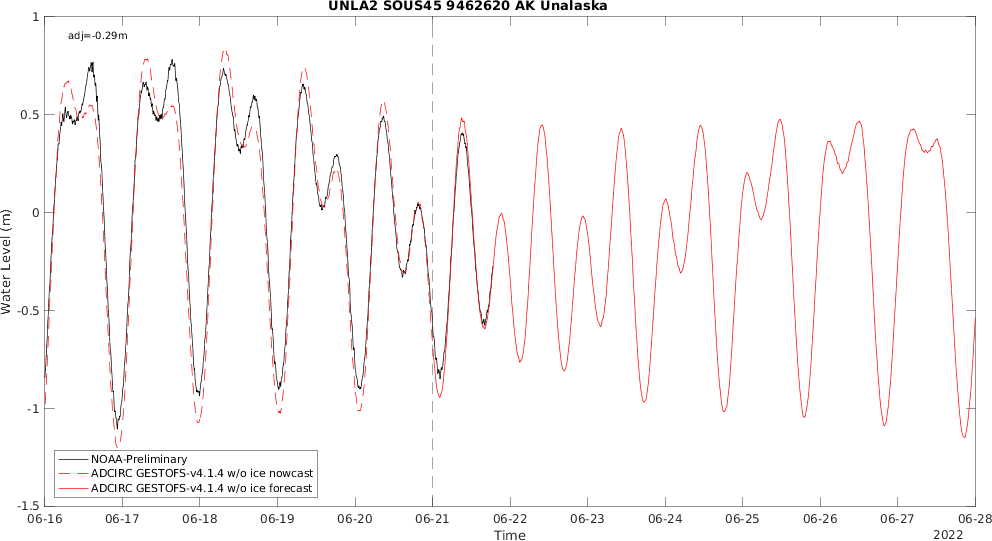 UNLA2 SOUS45 9462620 AK Unalaska
adj=-0.29m
1
0.5
0
-0.5
-1
-1.5
Water Level (m)
NOAA-Preliminary
ADCIRC GESTOFS-v4.1.4 w/o ice nowcast
ADCIRC GESTOFS-v4.1.4 w/o ice forecast
06-16 06-17 06-18 06-19 06-20 06-21 06-22 06-23 06-24 06-25 06-26 06-27 06-28
Time
2022